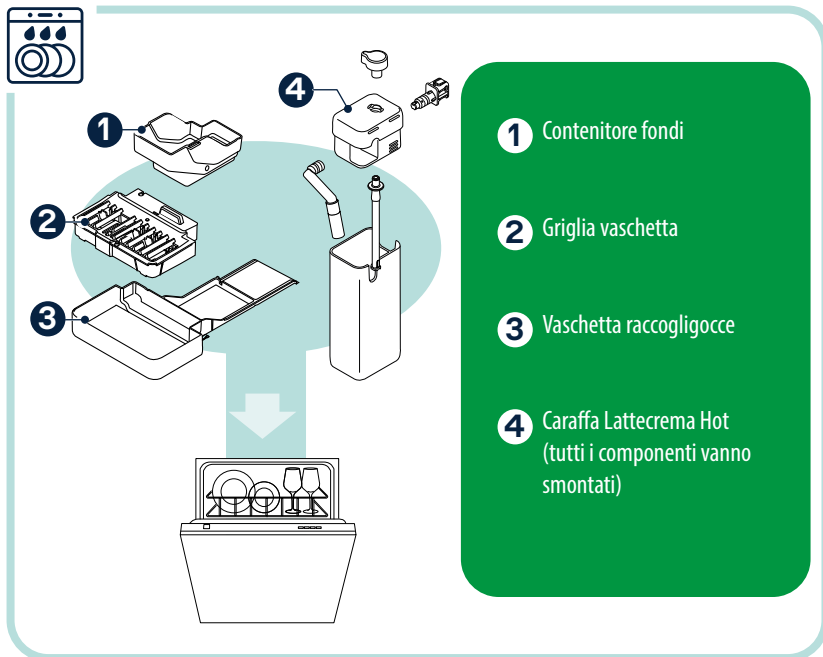 1
2
3
4
1 Contenitore fondi
2 Griglia vaschetta
3 Vaschetta raccogligocce
4 Caraffa Lattecrema Hot
(tutti i componenti vanno
smontati)